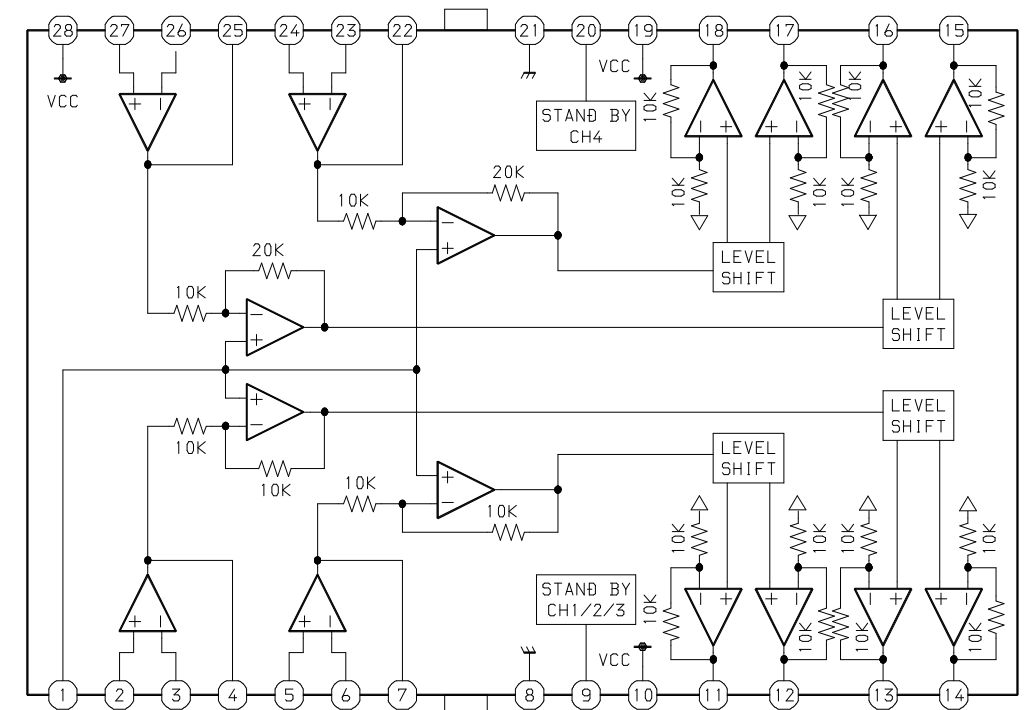 28 27 26 25 24 23 22 21 20 19 18 17 16 15
VCC
VCC
+ −
+ −
STAND BY
CH4
10K
10K
10K
10K
− +
+ −
− +
+ −
10K
10K
10K
10K
20K
10K
−
+
LEVEL
SHIFT
20K
10K
−
+
LEVEL
SHIFT
+
−
10K
10K
LEVEL
SHIFT
LEVEL
SHIFT
10K
+
−
10K
10K
10K
10K
10K
+ −
+ −
STAND BY
CH1/2/3
− +
+ −
− +
+ −
10K
10K
10K
10K
VCC
1 2 3 4 5 6 7 8 9 10 11 12 13 14